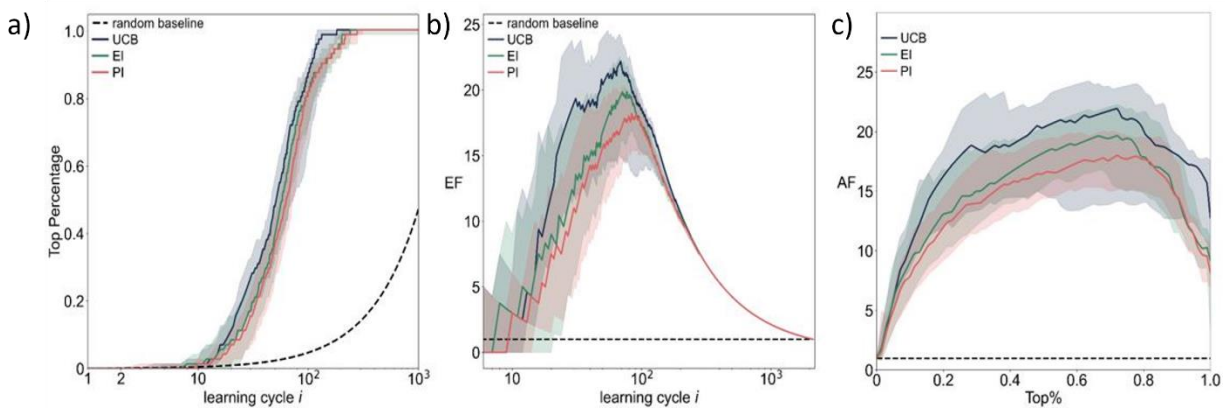 a)
random baseline
UCB
EI
PI
Top Percentage
1.0
0.8
0.6
0.4
0.2
0
1 2 10 10² 10³
learning cycle i
b)
random baseline
UCB
EI
PI
EF
25
20
15
10
5
0
10 10² 10³
learning cycle i
c)
UCB
EI
PI
AF
25
20
15
10
5
0
0 0.2 0.4 0.6 0.8 1.0
Top%